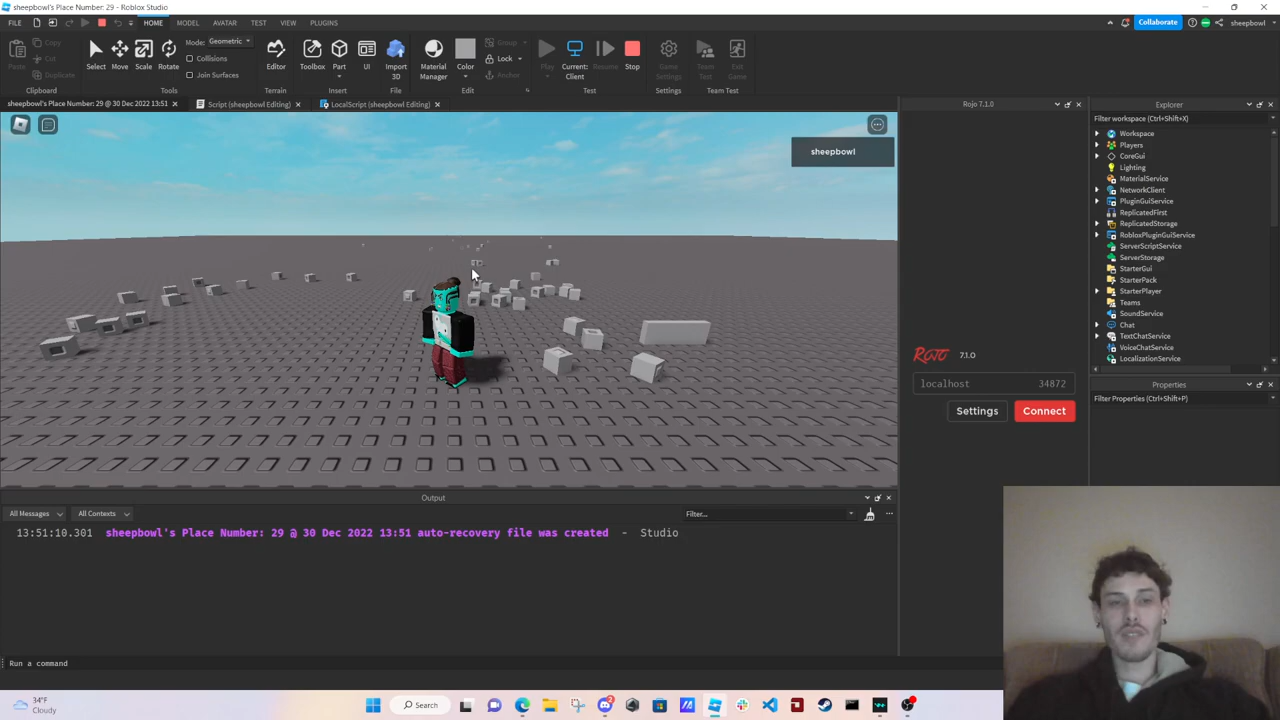 sheepbowl's Place Number: 29 - Roblox Studio
FILE
HOME
MODEL
AVATAR
TEST
VIEW
PLUGINS
Collaborate
sheepbowl
Paste
Copy
Cut
Duplicate
Clipboard
Select
Move
Scale
Rotate
Mode: Geometric
Collisions
Join Surfaces
Tools
Editor
Terrain
Toolbox
Part
UI
Insert
Import
3D
File
Material
Manager
Color
Group
Lock
Anchor
Edit
Play
Current:
Client
Resume
Stop
Test
Game
Settings
Settings
Team
Test
Exit
Game
Team Test
sheepbowl's Place Number: 29 @ 30 Dec 2022 13:51
Script (sheepbowl Editing)
LocalScript (sheepbowl Editing)
sheepbowl
Rojo 7.1.0
ROJO 7.1.0
localhost 34872
Settings
Connect
Explorer
Filter workspace (Ctrl+Shift+X)
Workspace
Players
CoreGui
Lighting
MaterialService
NetworkClient
PluginGuiService
ReplicatedFirst
ReplicatedStorage
RobloxPluginGuiService
ServerScriptService
ServerStorage
StarterGui
StarterPack
StarterPlayer
Teams
SoundService
Chat
TextChatService
VoiceChatService
LocalizationService
Properties
Filter Properties (Ctrl+Shift+P)
Output
All Messages
All Contexts
Filter...
13:51:10.301 sheepbowl's Place Number: 29 @ 30 Dec 2022 13:51 auto-recovery file was created - Studio
Run a command
34°F
Cloudy
Search
2